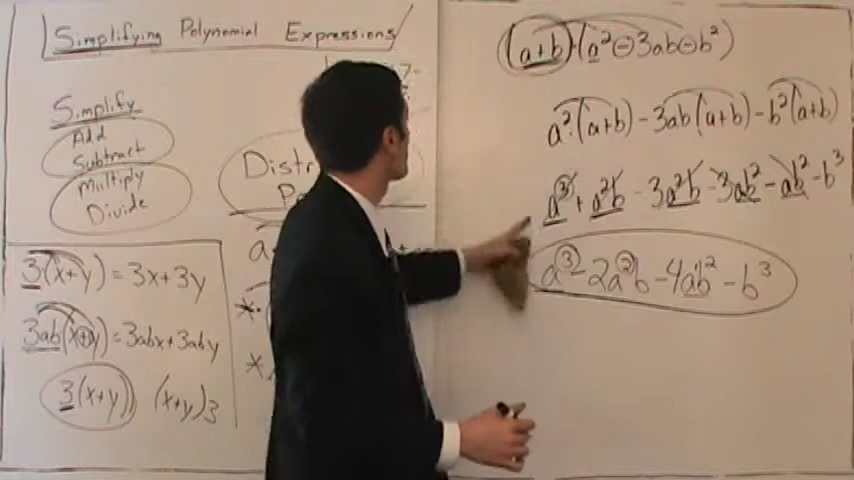 Simplifying Polynomial Expressions
Simplify
Add
Subtract
Multiply
Divide
3(x+y)=3x+3y
3ab(x+y)=3abx+3aby
3(x+y) (x+y)3
Distr
(a+b)·(a²-3ab-b²)
a²·(a+b)-3ab(a+b)-b²(a+b)
a³+a²b-3a²b-3ab²-ab²-b³
a³-2a²b-4ab²-b³